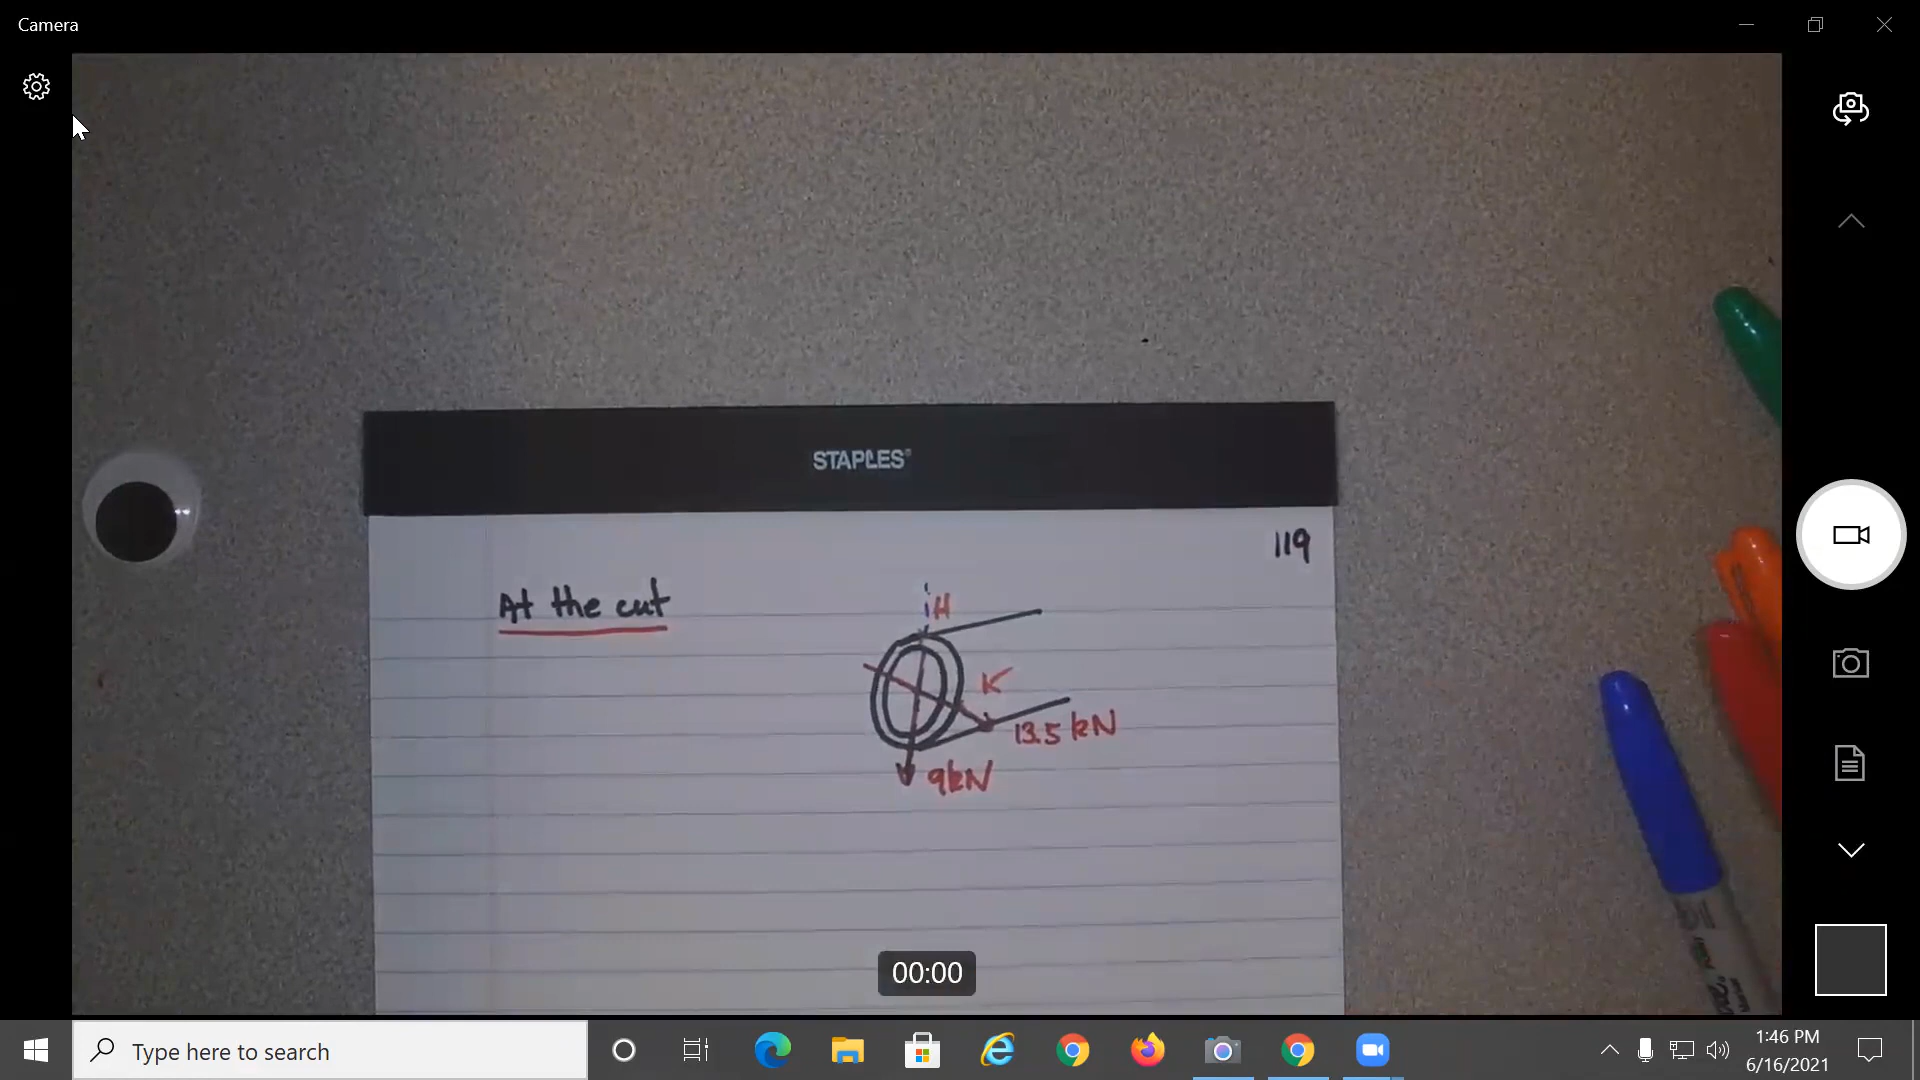 Camera
STAPLES
119
At the cut
H
K
13.5 kN
9kN
00:00
Type here to search
1:46 PM
6/16/2021